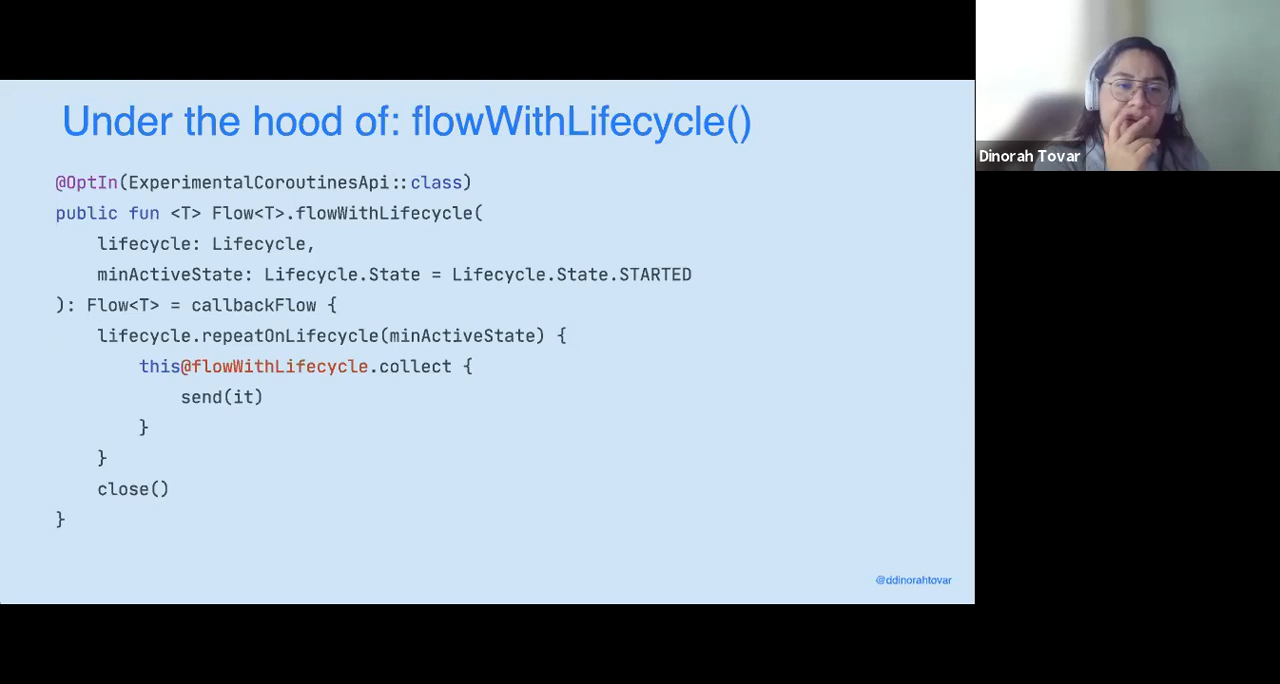 Under the hood of: flowWithLifecycle()
@OptIn(ExperimentalCoroutinesApi::class)
public fun <T> Flow<T>.flowWithLifecycle(
    lifecycle: Lifecycle,
    minActiveState: Lifecycle.State = Lifecycle.State.STARTED
): Flow<T> = callbackFlow {
    lifecycle.repeatOnLifecycle(minActiveState) {
        this@flowWithLifecycle.collect {
            send(it)
        }
    }
    close()
}
@ddinorahtovar
Dinorah Tovar